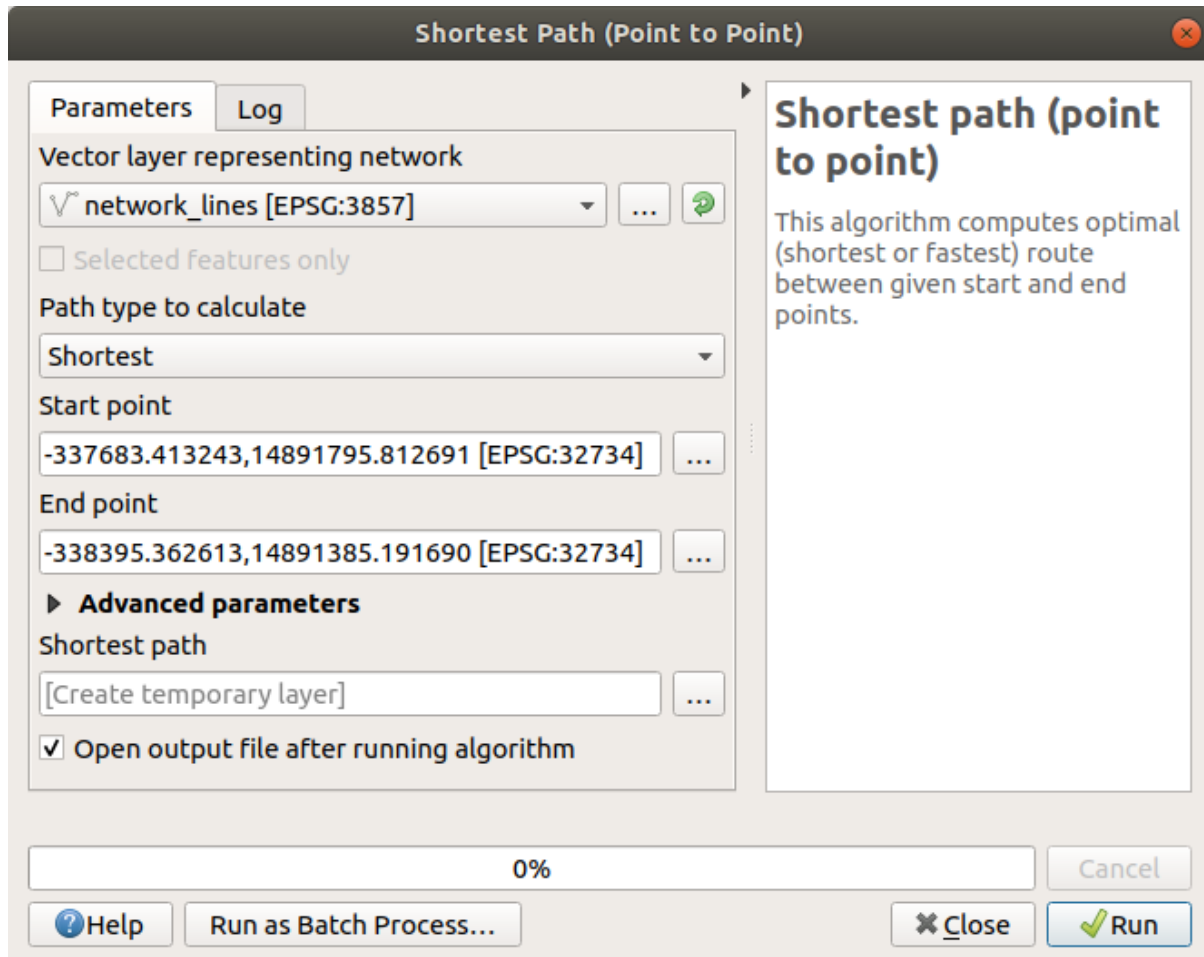 Shortest Path (Point to Point)
Parameters
Log
Vector layer representing network
network_lines [EPSG:3857]
...
Selected features only
Path type to calculate
Shortest
Start point
-337683.413243,14891795.812691 [EPSG:32734]
...
End point
-338395.362613,14891385.191690 [EPSG:32734]
...
Advanced parameters
Shortest path
[Create temporary layer]
...
Open output file after running algorithm
Shortest path (point
to point)
This algorithm computes optimal
(shortest or fastest) route
between given start and end
points.
0%
Cancel
Help
Run as Batch Process...
Close
Run